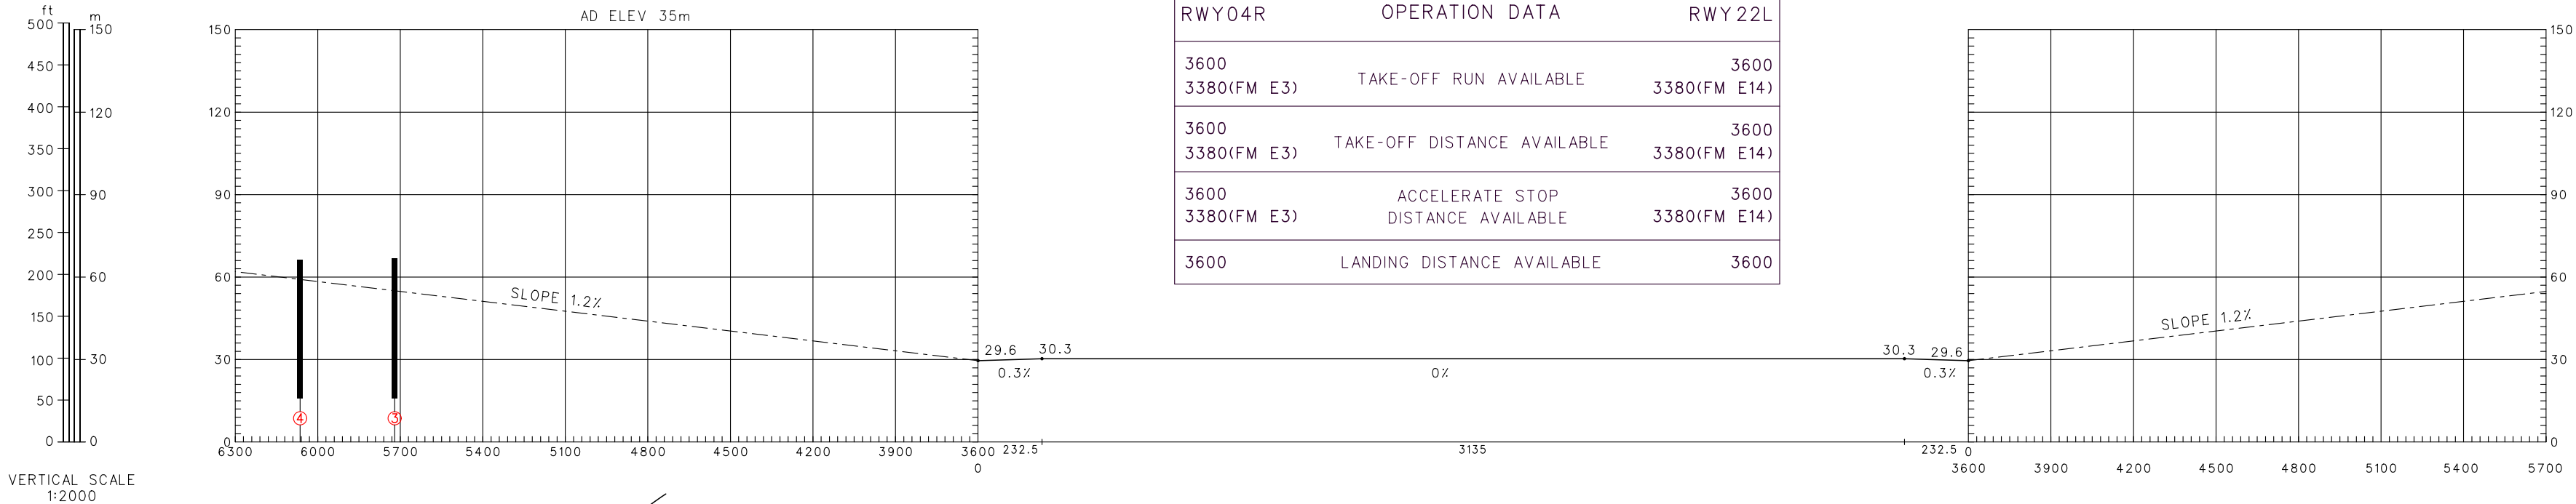 ft
m
500
150
450
400
120
350
300
90
250
200
60
150
100
30
50
0
0
VERTICAL SCALE
1:2000
AD ELEV 35m
150
120
90
60
30
0
SLOPE 1.2%
④
③
6300 6000 5700 5400 5100 4800 4500 4200 3900 3600
0
RWY04R OPERATION DATA RWY22L
3600 3600
TAKE-OFF RUN AVAILABLE
3380(FM E3) 3380(FM E14)
3600 3600
TAKE-OFF DISTANCE AVAILABLE
3380(FM E3) 3380(FM E14)
3600 ACCELERATE STOP 3600
3380(FM E3) DISTANCE AVAILABLE 3380(FM E14)
3600 LANDING DISTANCE AVAILABLE 3600
29.6 30.3 30.3 29.6
0.3% 0% 0.3%
232.5 3135 232.5
150
120
90
60
30
0
SLOPE 1.2%
0
3600 3900 4200 4500 4800 5100 5400 5700